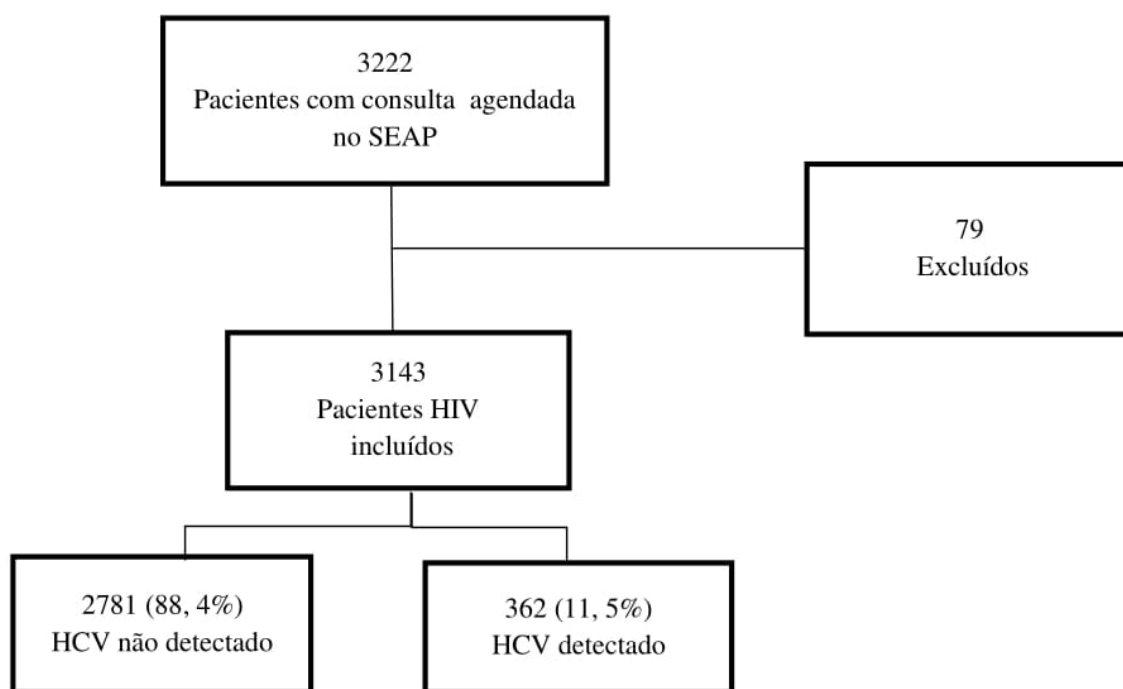 3222
Pacientes com consulta agendada
no SEAP
79
Excluídos
3143
Pacientes HIV
incluídos
2781 (88, 4%)
HCV não detectado
362 (11, 5%)
HCV detectado